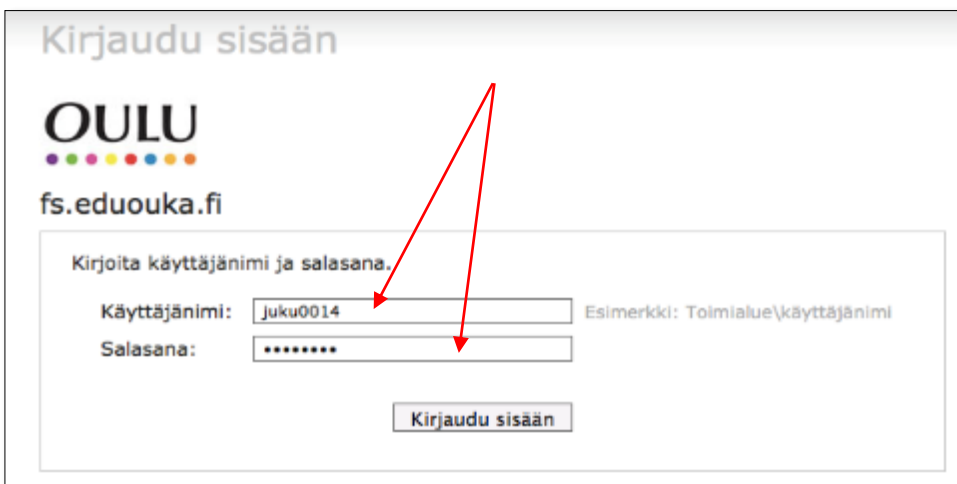 Kirjaudu sisään
OULU
fs.eduouka.fi
Kirjoita käyttäjänimi ja salasana.
Käyttäjänimi: juku0014 Esimerkki: Toimialue\käyttäjänimi
Salasana: ••••••••
Kirjaudu sisään